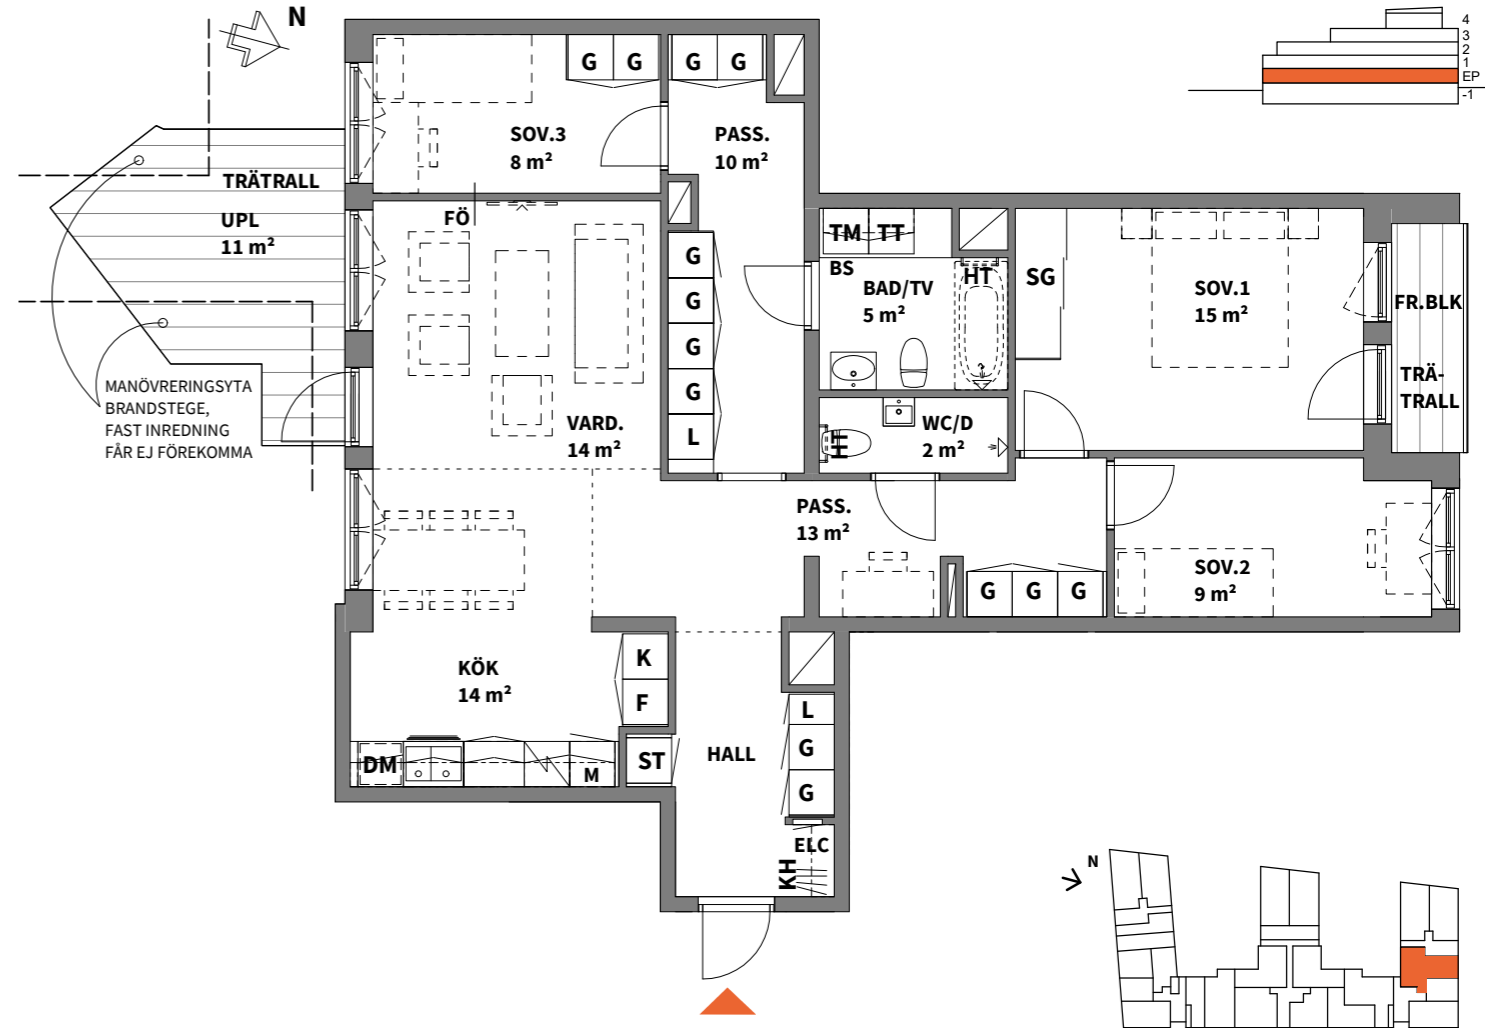 N
4
3
2
1
EP
-1
G
G
G
G
SOV.3
8 m²
PASS.
10 m²
TRÄTRALL
UPL
11 m²
FÖ
TM
TT
BS
BAD/TV
5 m²
HT
SG
SOV.1
15 m²
FR.BLK
TRÄ-
TRALL
G
G
G
G
L
MANÖVRERINGSYTA
BRANDSTEGE,
FAST INREDNING
FÅR EJ FÖREKOMMA
VARD.
14 m²
HT
WC/D
2 m²
PASS.
13 m²
G
G
G
SOV.2
9 m²
KÖK
14 m²
K
F
DM
M
ST
HALL
L
G
G
ELC
KH
N